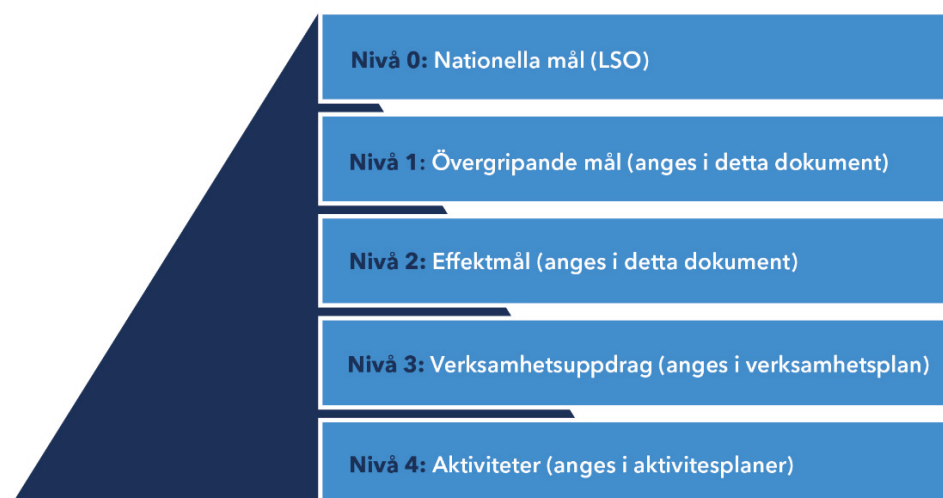 Nivå 0: Nationella mål (LSO)
Nivå 1: Övergripande mål (anges i detta dokument)
Nivå 2: Effektmål (anges i detta dokument)
Nivå 3: Verksamhetsuppdrag (anges i verksamhetsplan)
Nivå 4: Aktiviteter (anges i aktivitesplaner)